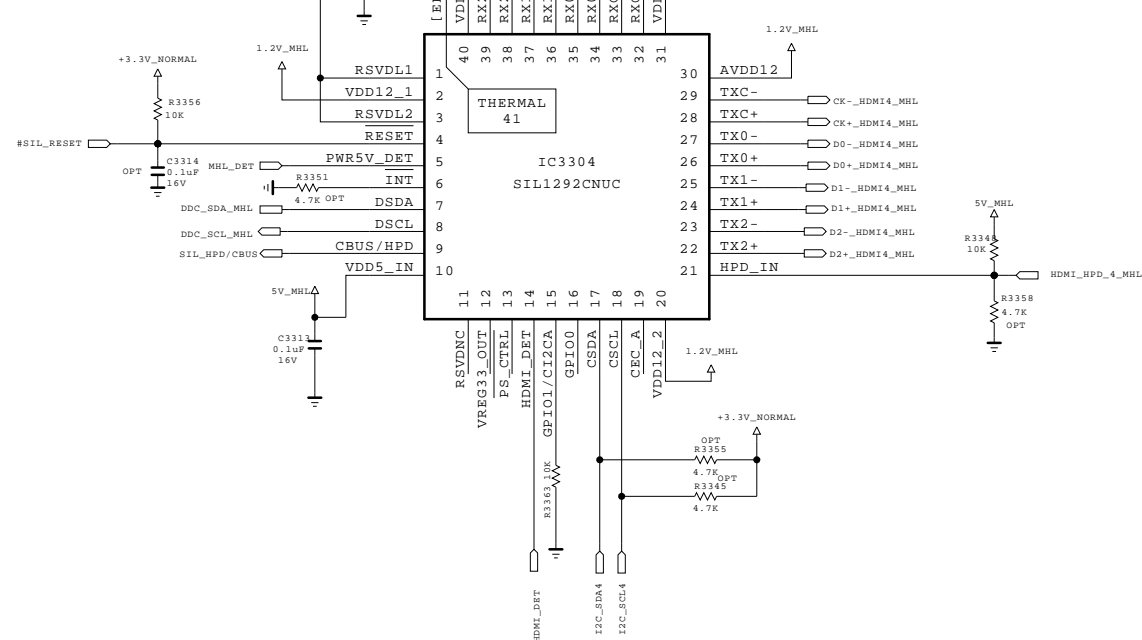 40
39
38
37
36
35
34
33
32
31
1.2V_MHL
+3.3V_NORMAL
R3356
10K
#SIL_RESET
OPT
C3314
0.1uF
16V
MHL_DET
R3351
4.7K OPT
DDC_SDA_MHL
DDC_SCL_MHL
SIL_HPD/CBUS
5V_MHL
C3313
0.1uF
16V
RSVDL1 1
VDD12_1 2
RSVDL2 3
RESET 4
PWR5V_DET 5
INT 6
DSDA 7
DSCL 8
CBUS/HPD 9
VDD5_IN 10
THERMAL
41
IC3304
SIL1292CNUC
1.2V_MHL
30 AVDD12
29 TXC- CK-_HDMI4_MHL
28 TXC+ CK+_HDMI4_MHL
27 TX0- D0-_HDMI4_MHL
26 TX0+ D0+_HDMI4_MHL
25 TX1- D1-_HDMI4_MHL
24 TX1+ D1+_HDMI4_MHL
23 TX2- D2-_HDMI4_MHL
22 TX2+ D2+_HDMI4_MHL
21 HPD_IN
5V_MHL
R3348
10K
HDMI_HPD_4_MHL
R3358
4.7K
OPT
11 RSVDNC
12 VREG33_OUT
13 PS_CTRL
14 HDMI_DET
15 GPIO1/CI2CA
16 GPIO0
17 CSDA
18 CSCL
19 CEC_A
20 VDD12_2
1.2V_MHL
+3.3V_NORMAL
OPT
R3355
4.7K
OPT
R3345
4.7K
R3363 10K
I2C_SDA4
I2C_SCL4